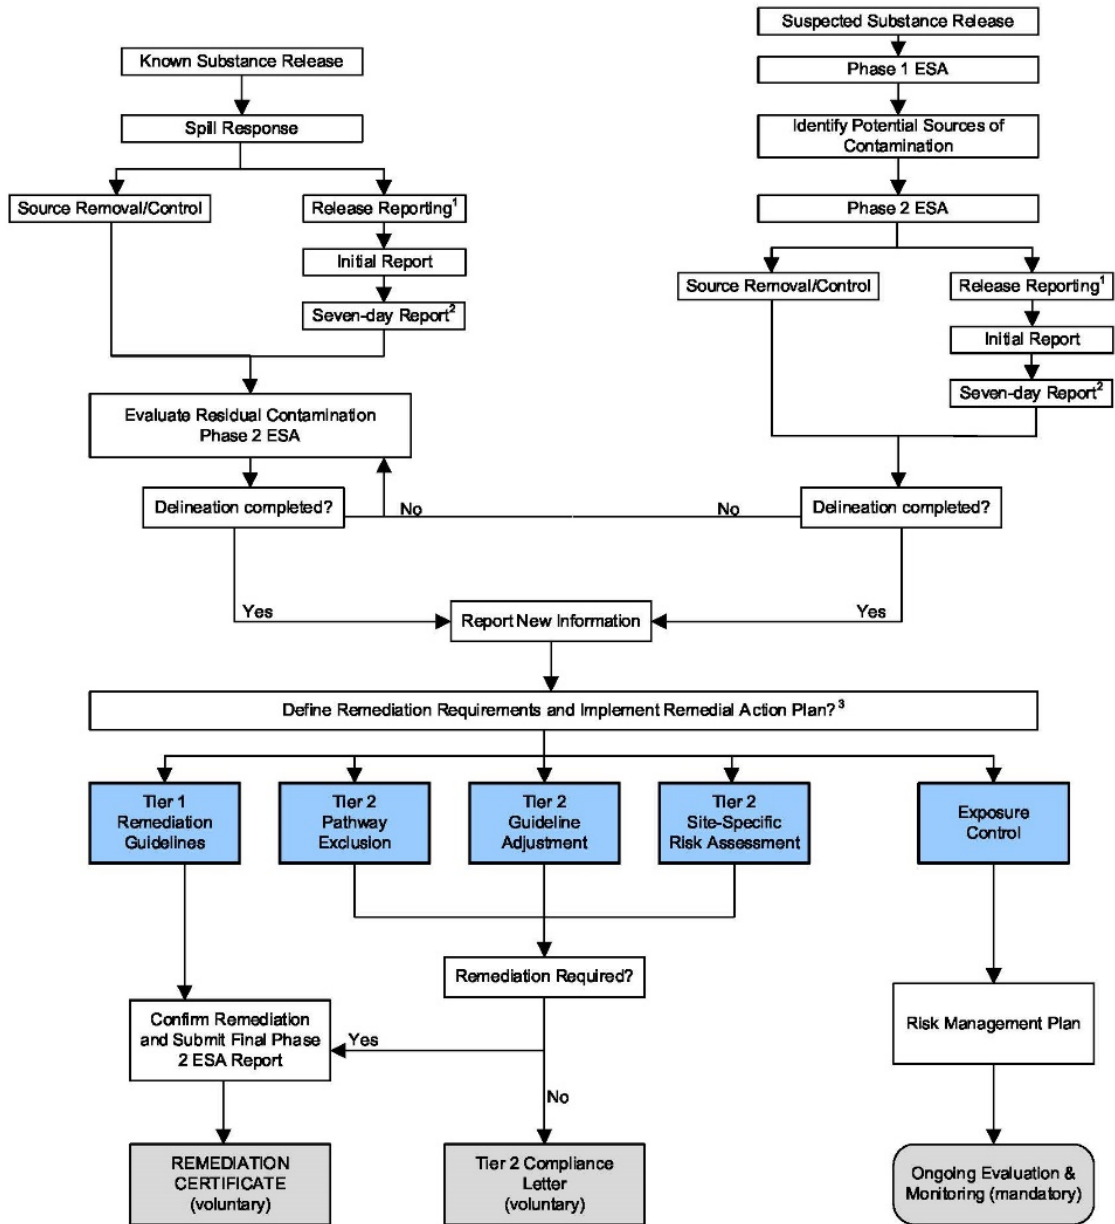 Known Substance Release
Spill Response
Source Removal/Control
Release Reporting¹
Initial Report
Seven-day Report²
Evaluate Residual Contamination
Phase 2 ESA
Delineation completed?
No
Yes
Suspected Substance Release
Phase 1 ESA
Identify Potential Sources of
Contamination
Phase 2 ESA
Source Removal/Control
Release Reporting¹
Initial Report
Seven-day Report²
Delineation completed?
No
Yes
Report New Information
Define Remediation Requirements and Implement Remedial Action Plan? ³
Tier 1
Remediation
Guidelines
Tier 2
Pathway
Exclusion
Tier 2
Guideline
Adjustment
Tier 2
Site-Specific
Risk Assessment
Exposure
Control
Remediation Required?
Yes
No
Confirm Remediation
and Submit Final Phase
2 ESA Report
Risk Management Plan
REMEDIATION
CERTIFICATE
(voluntary)
Tier 2 Compliance
Letter
(voluntary)
Ongoing Evaluation &
Monitoring (mandatory)